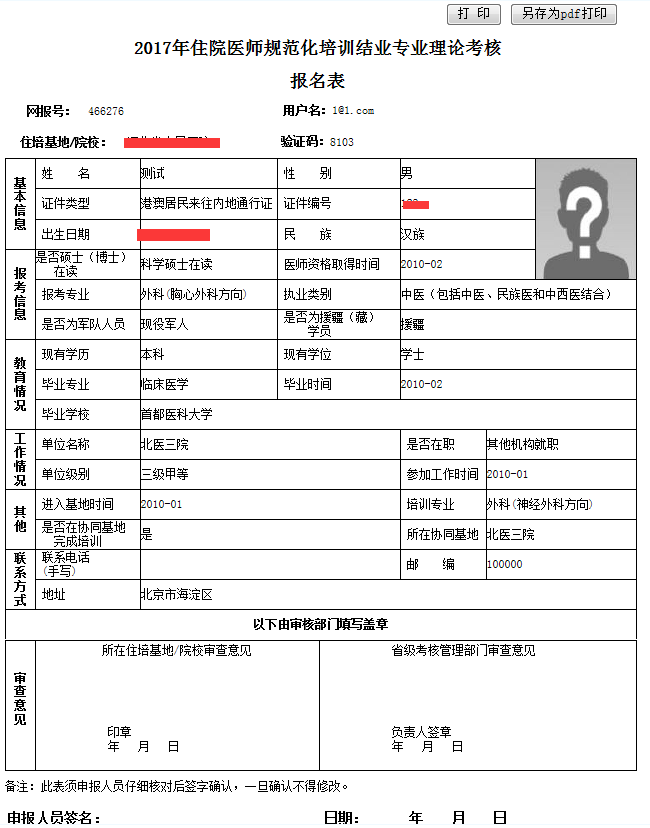 打 印 另存为pdf打印
2017年住院医师规范化培训结业专业理论考核
报名表
网报号： 466276 用户名：1@1.com
住培基地/院校： 验证码：8103
基本信息
姓 名 测试 性 别 男
证件类型 港澳居民来往内地通行证 证件编号
出生日期 民 族 汉族
报考信息
是否硕士（博士）在读 科学硕士在读 医师资格取得时间 2010-02
报考专业 外科(胸心外科方向) 执业类别 中医（包括中医、民族医和中西医结合）
是否为军队人员 现役军人 是否为援疆（藏）学员 援疆
教育情况
现有学历 本科 现有学位 学士
毕业专业 临床医学 毕业时间 2010-02
毕业学校 首都医科大学
工作情况
单位名称 北医三院 是否在职 其他机构就职
单位级别 三级甲等 参加工作时间 2010-01
其他
进入基地时间 2010-01 培训专业 外科(神经外科方向)
是否在协同基地完成培训 是 所在协同基地 北医三院
联系方式
联系电话(手写) 邮 编 100000
地址 北京市海淀区
以下由审核部门填写盖章
审查意见
所在住培基地/院校审查意见 省级考核管理部门审查意见
印章 负责人签章
年 月 日 年 月 日
备注：此表须申报人员仔细核对后签字确认，一旦确认不得修改。
申报人员签名： 日期： 年 月 日